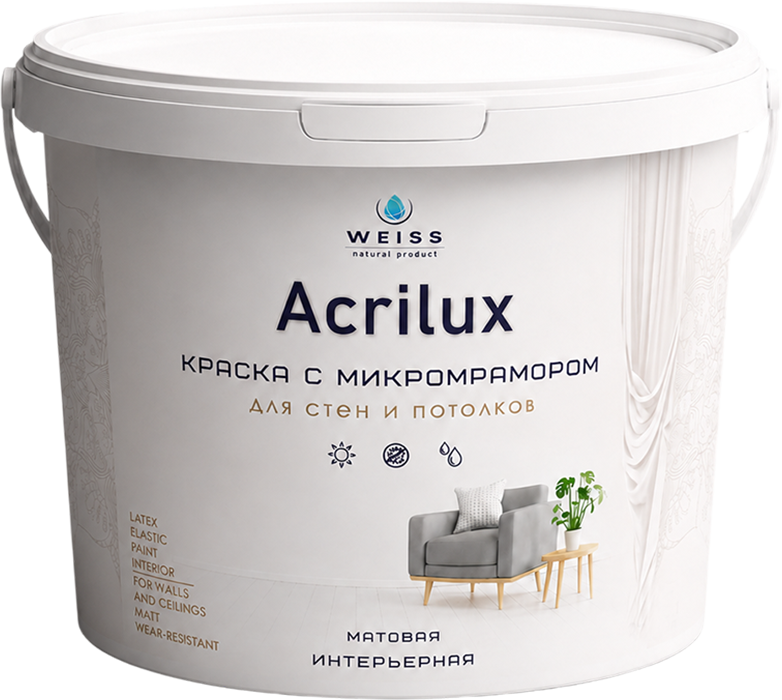 WEISS
natural product
Acrilux
КРАСКА С МИКРОМРАМОРОМ
ДЛЯ СТЕН И ПОТОЛКОВ
LATEX
ELASTIC
PAINT
INTERIOR
FOR WALLS
AND CEILINGS
MATT
WEAR-RESISTANT
МАТОВАЯ
ИНТЕРЬЕРНАЯ